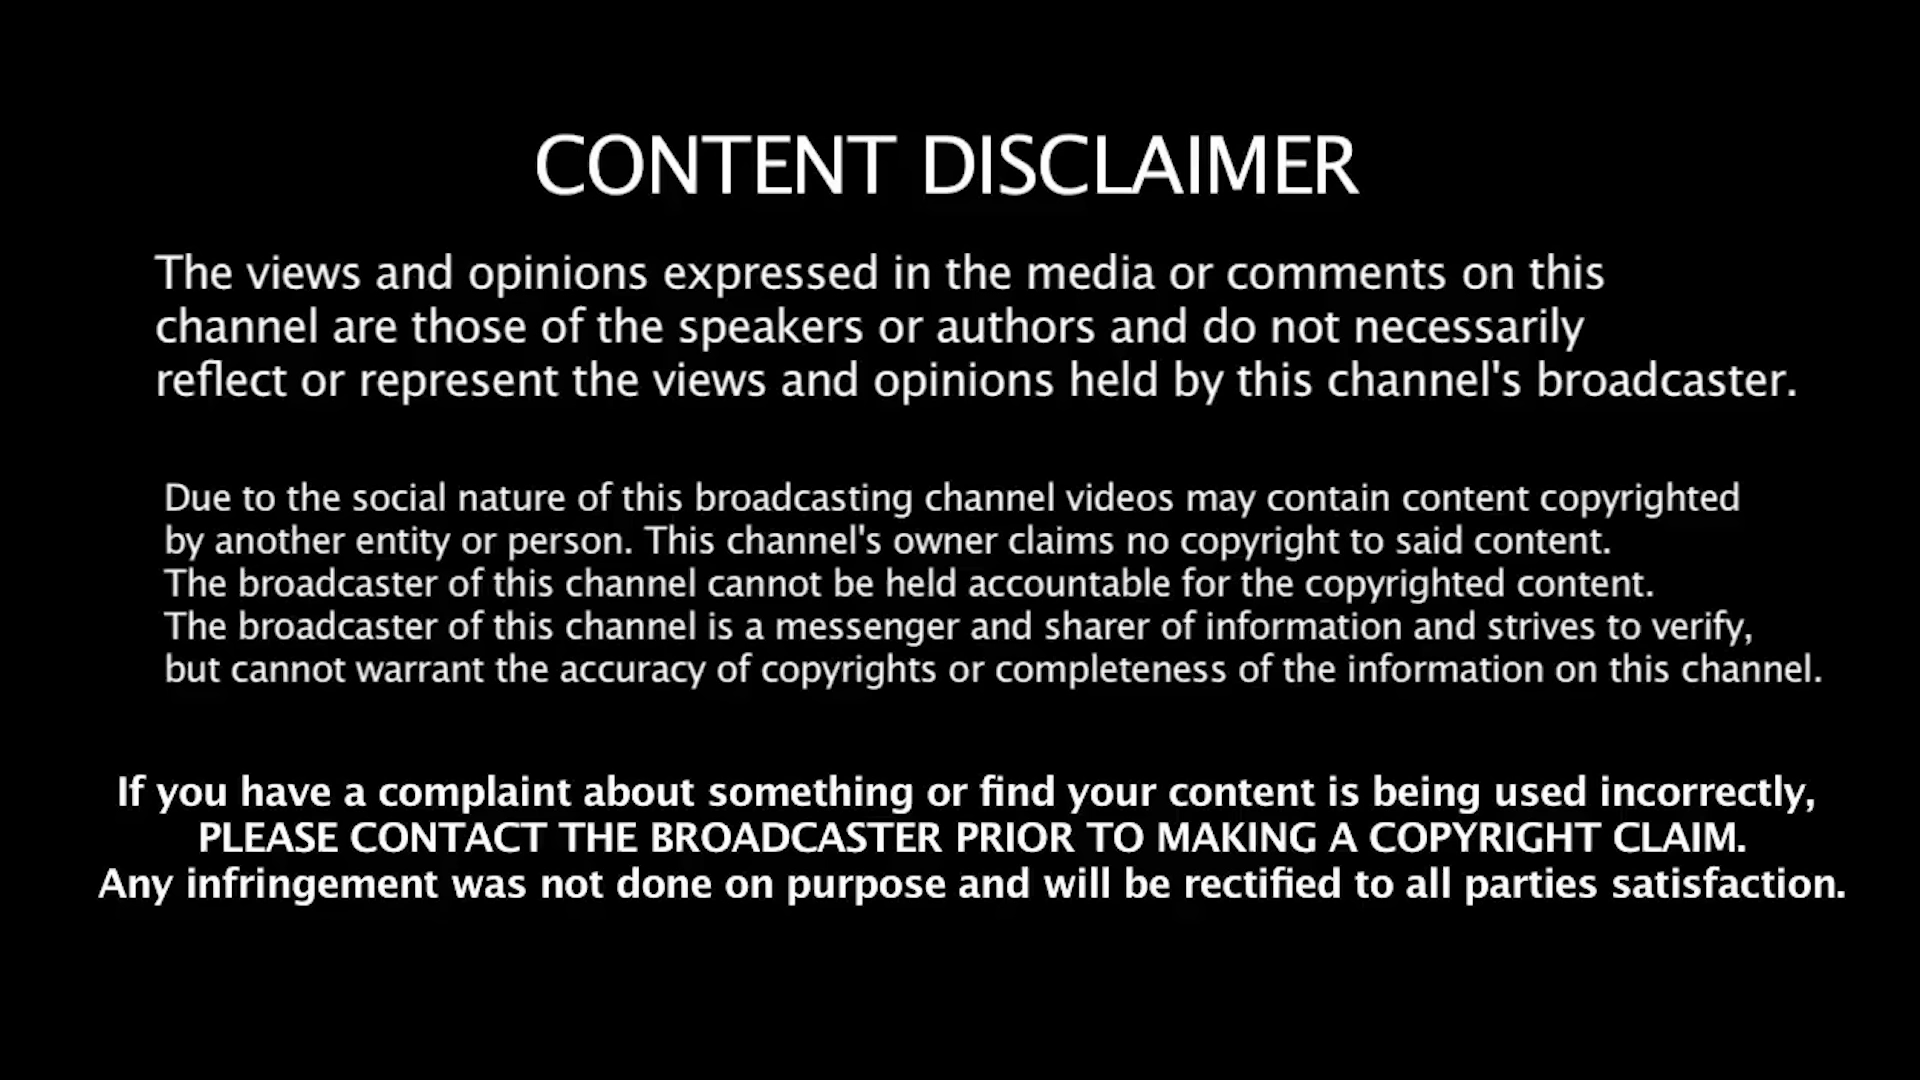 CONTENT DISCLAIMER
The views and opinions expressed in the media or comments on this
channel are those of the speakers or authors and do not necessarily
reflect or represent the views and opinions held by this channel's broadcaster.
Due to the social nature of this broadcasting channel videos may contain content copyrighted
by another entity or person. This channel's owner claims no copyright to said content.
The broadcaster of this channel cannot be held accountable for the copyrighted content.
The broadcaster of this channel is a messenger and sharer of information and strives to verify,
but cannot warrant the accuracy of copyrights or completeness of the information on this channel.
If you have a complaint about something or find your content is being used incorrectly,
PLEASE CONTACT THE BROADCASTER PRIOR TO MAKING A COPYRIGHT CLAIM.
Any infringement was not done on purpose and will be rectified to all parties satisfaction.